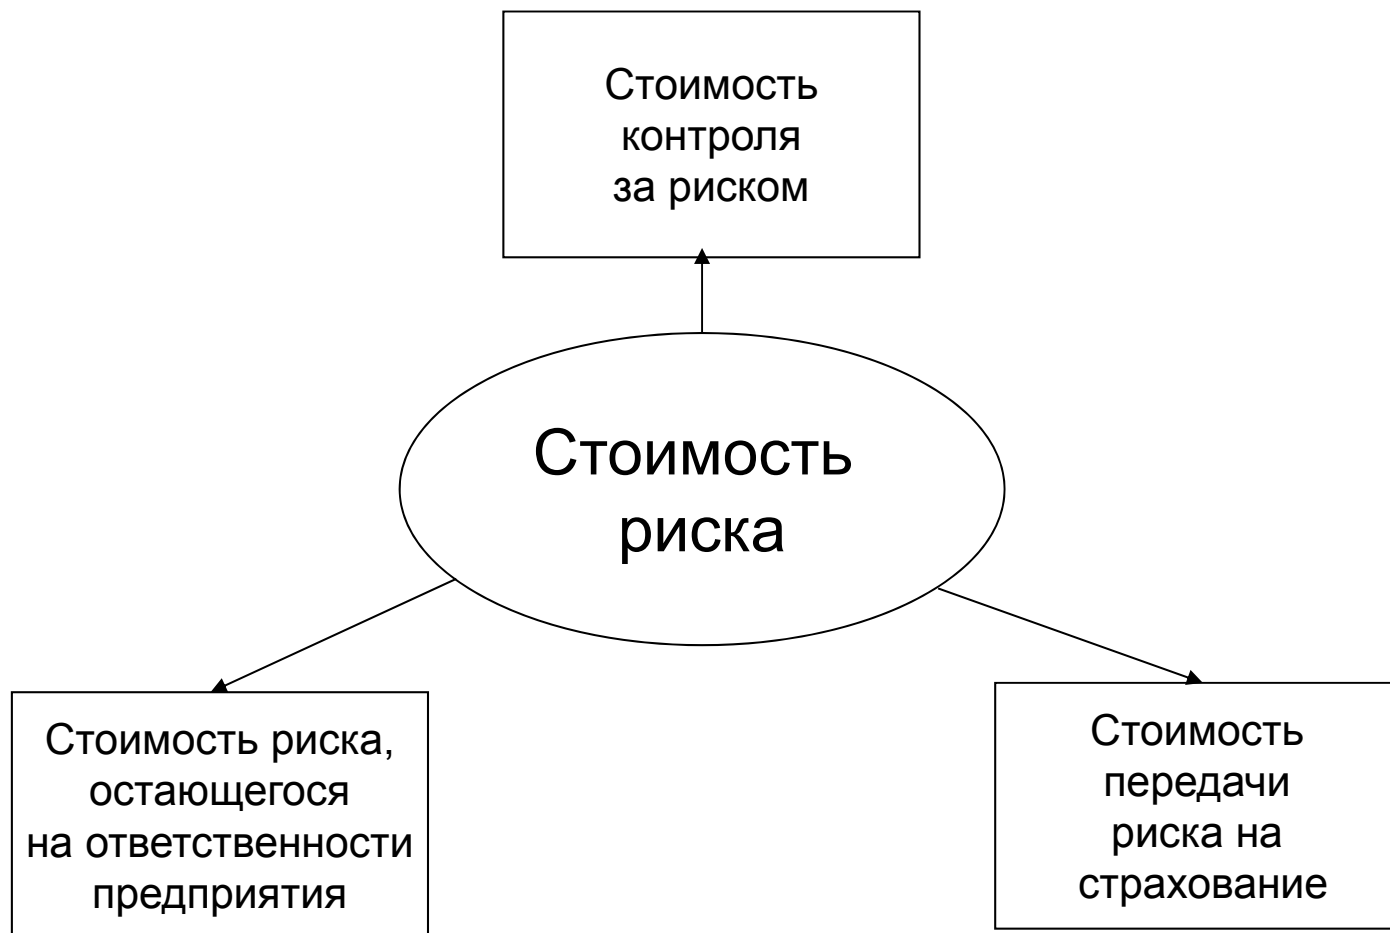 Стоимость
контроля
за риском
Стоимость
риска
Стоимость риска,
остающегося
на ответственности
предприятия
Стоимость
передачи
риска на
страхование